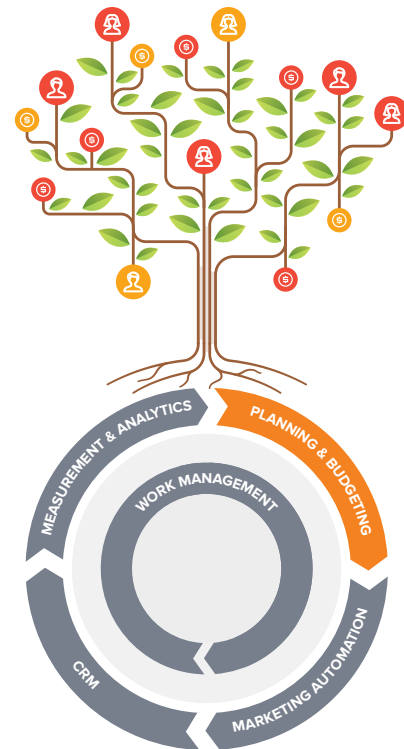 $
$
$
$
$
$
$
$
MEASUREMENT & ANALYTICS
PLANNING & BUDGETING
WORK MANAGEMENT
CRM
MARKETING AUTOMATION